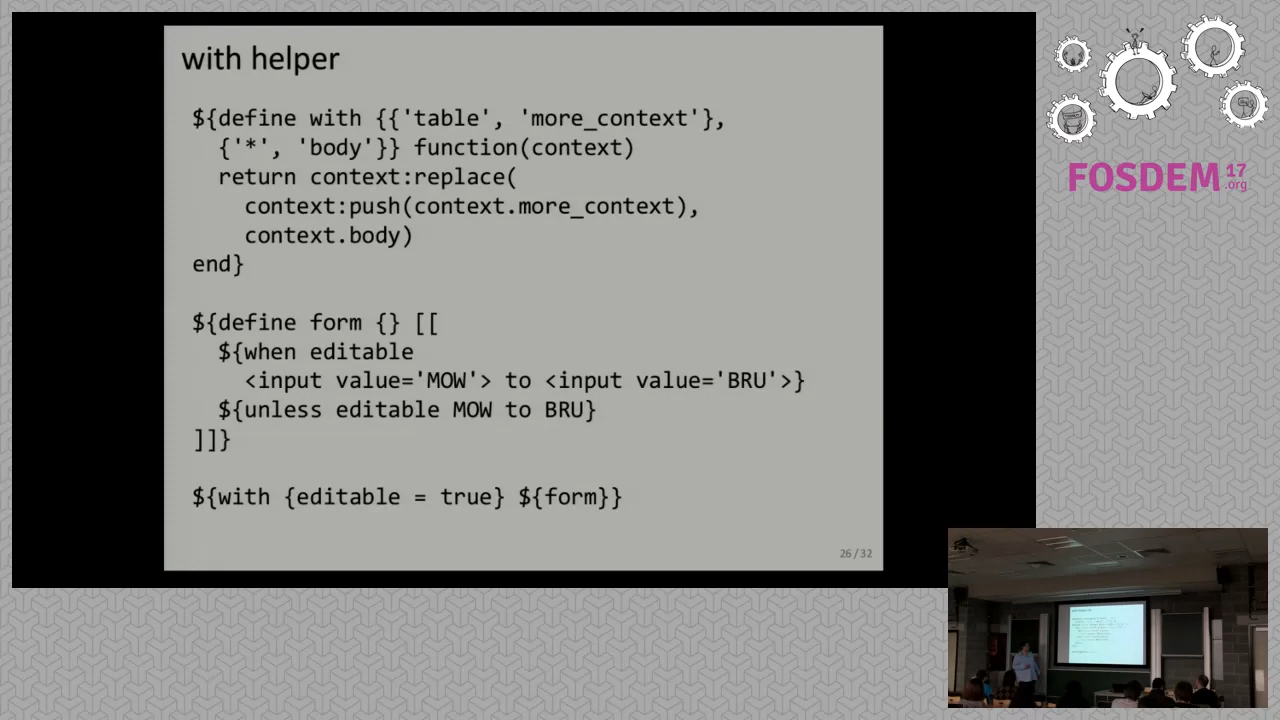 with helper
${define with {{'table', 'more_context'},
{'*', 'body'}} function(context)
return context:replace(
context:push(context.more_context),
context.body)
end}
${define form {} [[
${when editable
<input value='MOW'> to <input value='BRU'>}
${unless editable MOW to BRU}
]]}
${with {editable = true} ${form}}
26 / 32
FOSDEM 17
.org